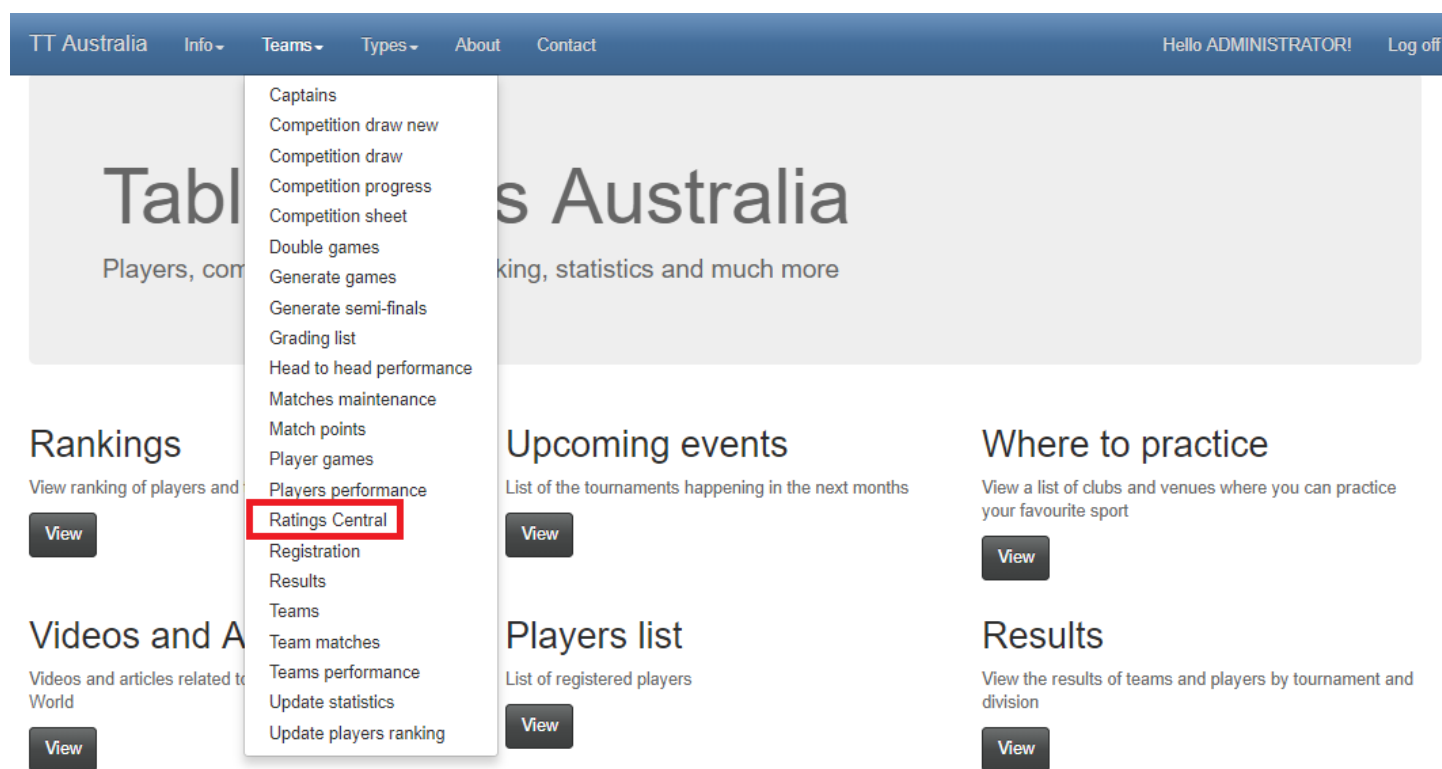 TT Australia Info Teams Types About Contact Hello ADMINISTRATOR! Log off
Captains
Competition draw new
Competition draw
Competition progress
Competition sheet
Double games
Generate games
Generate semi-finals
Grading list
Head to head performance
Matches maintenance
Match points
Player games
Players performance
Ratings Central
Registration
Results
Teams
Team matches
Teams performance
Update statistics
Update players ranking
Tabl s Australia
Players, com king, statistics and much more
Rankings
View ranking of players and
View
Upcoming events
List of the tournaments happening in the next months
View
Where to practice
View a list of clubs and venues where you can practice
your favourite sport
View
Videos and A
Videos and articles related to
World
View
Players list
List of registered players
View
Results
View the results of teams and players by tournament and
division
View